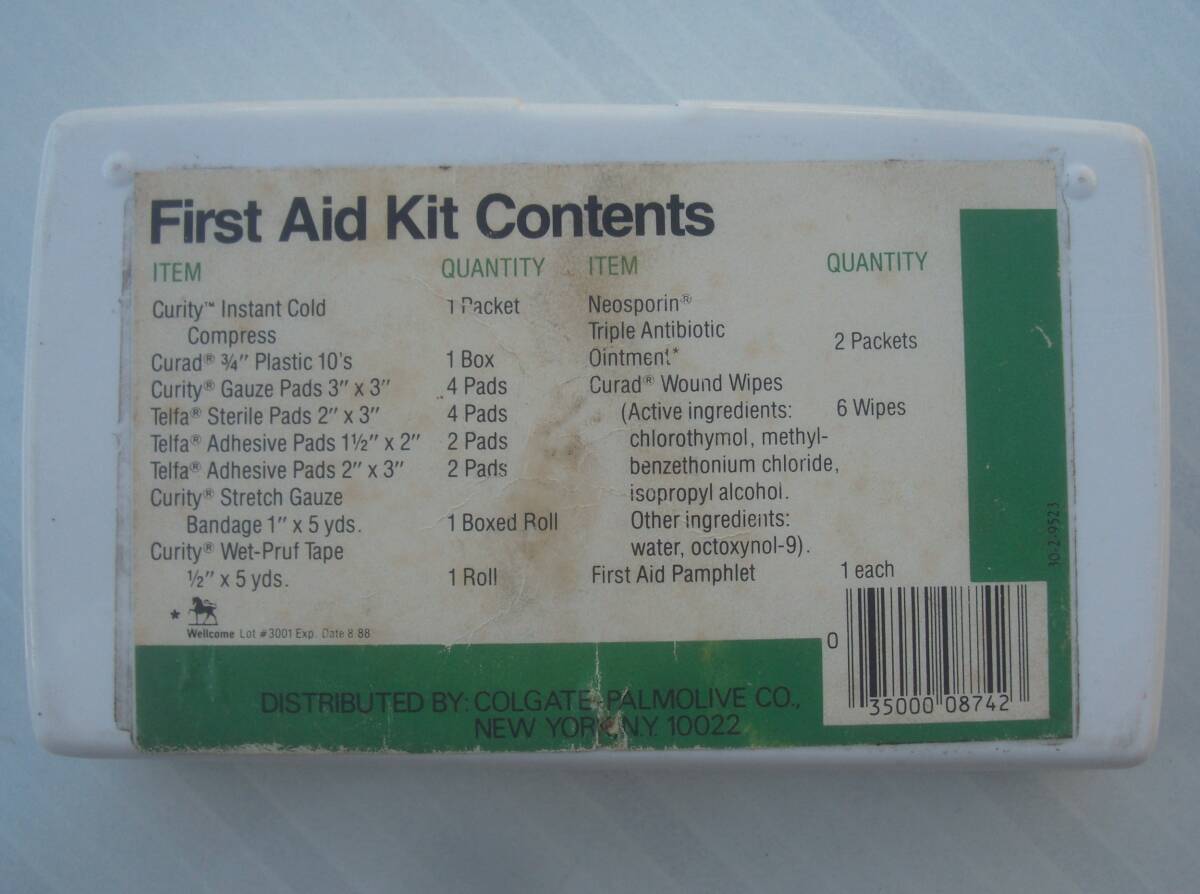 First Aid Kit Contents
ITEM QUANTITY
Curity™ Instant Cold 1 Packet
Compress
Curad® ¾" Plastic 10's 1 Box
Curity® Gauze Pads 3" x 3" 4 Pads
Telfa® Sterile Pads 2" x 3" 4 Pads
Telfa® Adhesive Pads 1½" x 2" 2 Pads
Telfa® Adhesive Pads 2" x 3" 2 Pads
Curity® Stretch Gauze
Bandage 1" x 5 yds. 1 Boxed Roll
Curity® Wet-Pruf Tape
½" x 5 yds. 1 Roll
ITEM QUANTITY
Neosporin®
Triple Antibiotic
Ointment* 2 Packets
Curad® Wound Wipes
(Active ingredients: 6 Wipes
chlorothymol, methyl-
benzethonium chloride,
isopropyl alcohol.
Other ingredients:
water, octoxynol-9).
First Aid Pamphlet 1 each
*
Wellcome Lot #3001 Exp. Date 8 88
DISTRIBUTED BY: COLGATE PALMOLIVE CO.,
NEW YORK, N.Y. 10022
30-2-9523
0 35000 08742